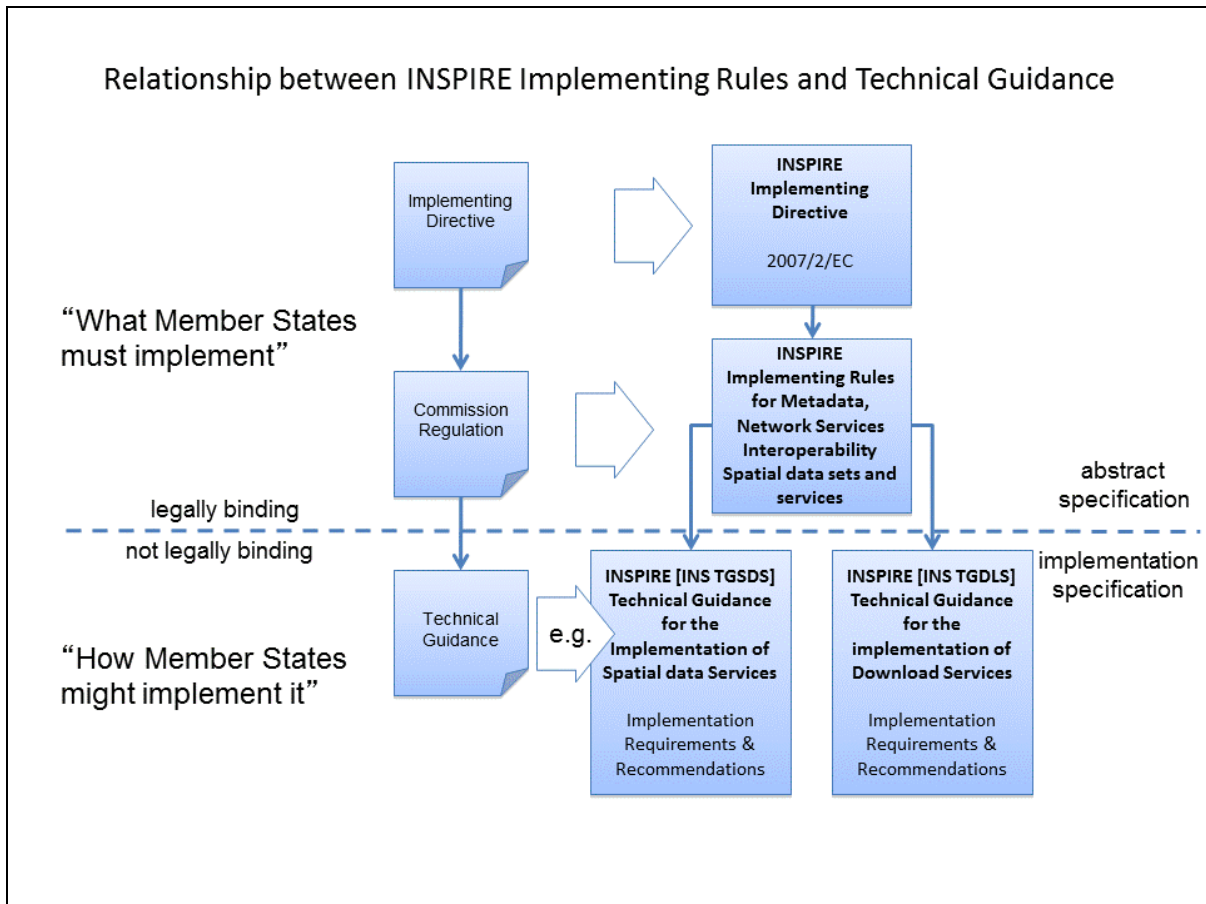 Relationship between INSPIRE Implementing Rules and Technical Guidance
Implementing
Directive
INSPIRE
Implementing
Directive
2007/2/EC
“What Member States
must implement”
Commission
Regulation
INSPIRE
Implementing Rules
for Metadata,
Network Services
Interoperability
Spatial data sets and
services
abstract
specification
legally binding
not legally binding
implementation
specification
Technical
Guidance
e.g.
“How Member States
might implement it”
INSPIRE [INS TGSDS]
Technical Guidance
for the
Implementation of
Spatial data Services
Implementation
Requirements &
Recommendations
INSPIRE [INS TGDLS]
Technical Guidance
for the
implementation of
Download Services
Implementation
Requirements &
Recommendations